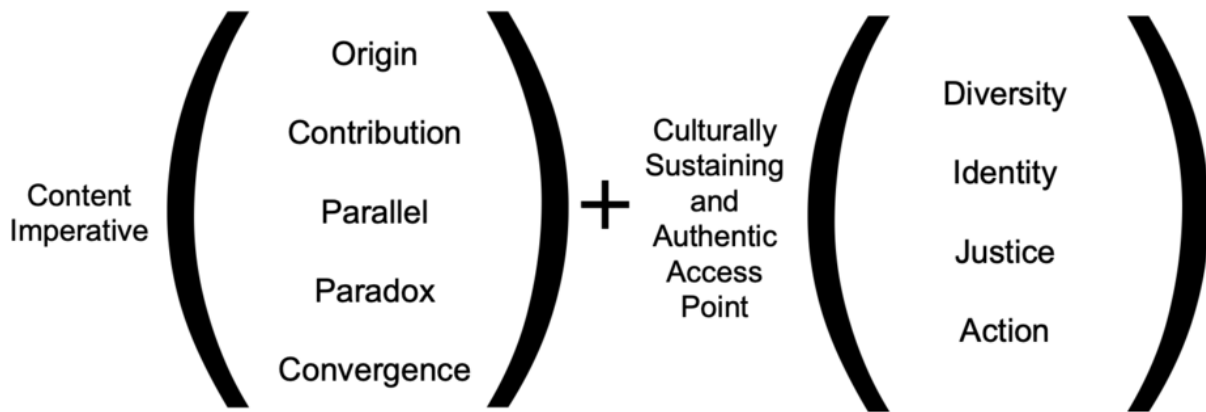 Content
Imperative
Origin
Contribution
Parallel
Paradox
Convergence
+
Culturally
Sustaining
and
Authentic
Access
Point
Diversity
Identity
Justice
Action